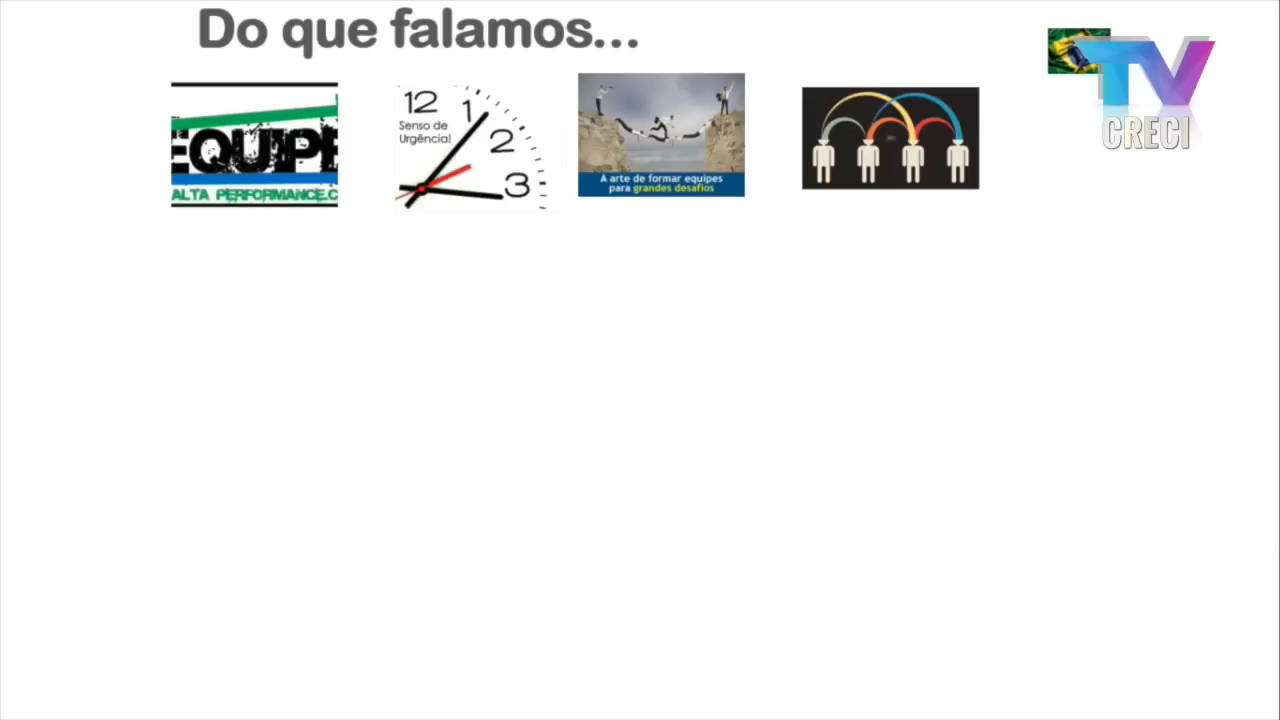 Do que falamos...
EQUIPE
ALTA PERFORMANCE.C
12
1
Senso de
Urgência!
2
3
A arte de formar equipes
para grandes desafios
TV
CRECI